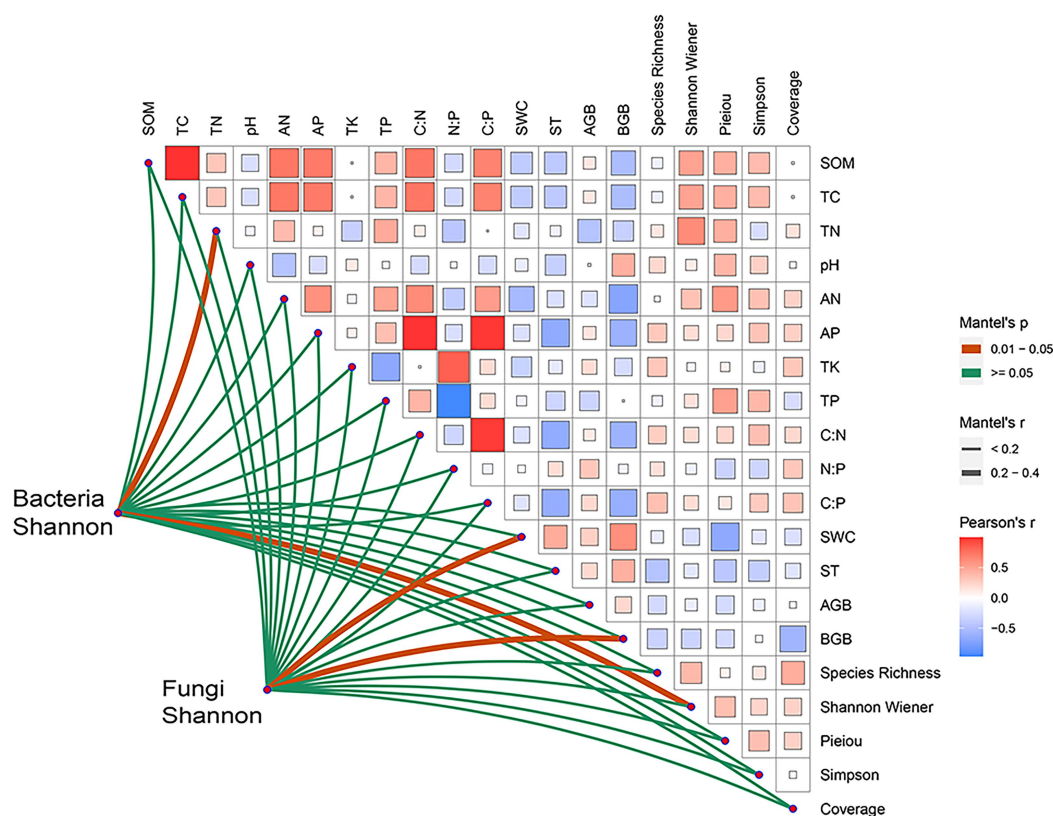 SOM
TC
TN
pH
AN
AP
TK
TP
C:N
N:P
C:P
SWC
ST
AGB
BGB
Species Richness
Shannon Wiener
Pieiou
Simpson
Coverage
SOM
TC
TN
pH
AN
AP
TK
TP
C:N
N:P
C:P
SWC
ST
AGB
BGB
Species Richness
Shannon Wiener
Pieiou
Simpson
Coverage
Bacteria
Shannon
Fungi
Shannon
Mantel's p
0.01 − 0.05
>= 0.05
Mantel's r
< 0.2
0.2 − 0.4
Pearson's r
0.5
0.0
−0.5